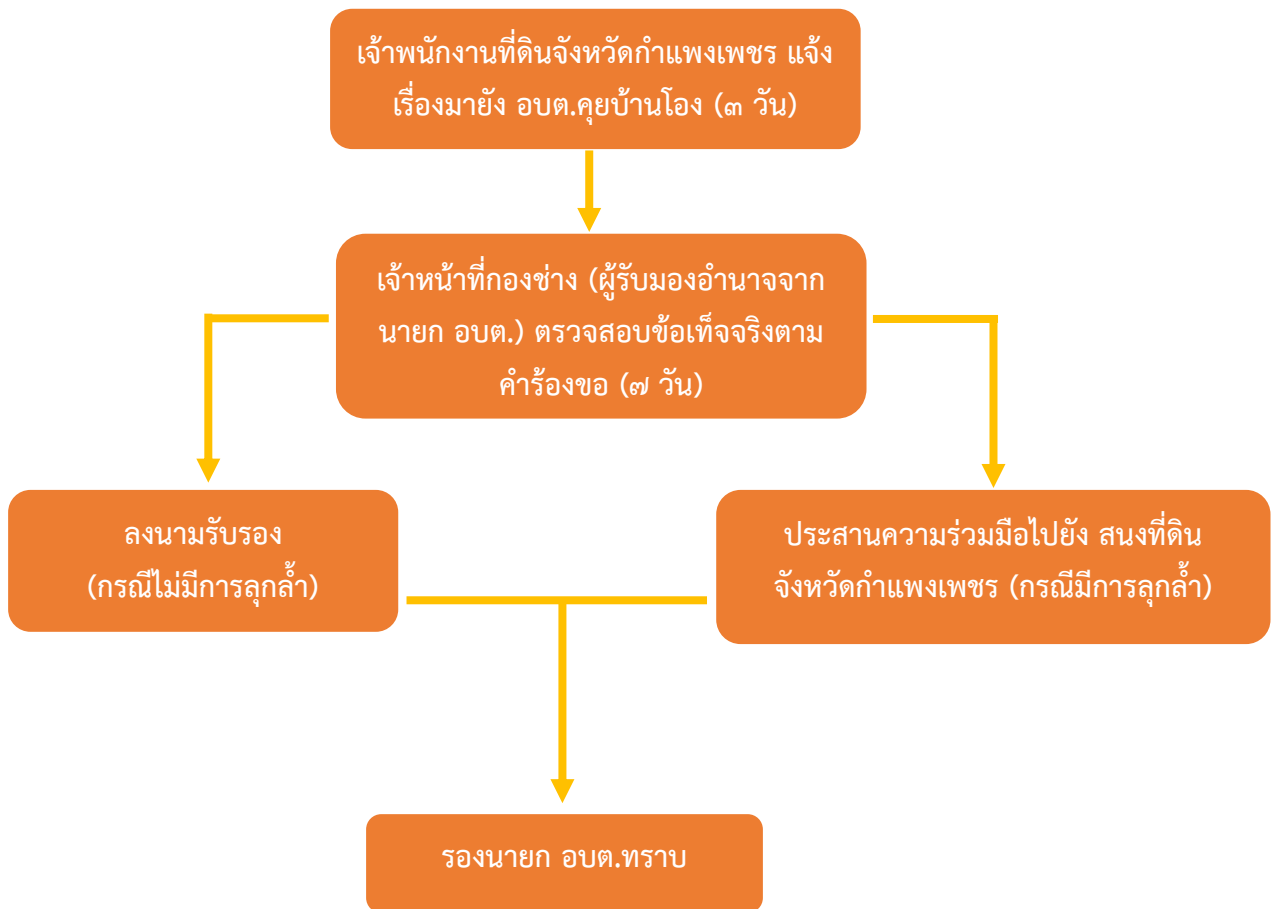 เจ้าพนักงานที่ดินจังหวัดกำแพงเพชร แจ้ง
เรื่องมายัง อบต.คุยบ้านโอง (๓ วัน)
เจ้าหน้าที่กองช่าง (ผู้รับมองอำนาจจาก
นายก อบต.) ตรวจสอบข้อเท็จจริงตาม
คำร้องขอ (๗ วัน)
ลงนามรับรอง
(กรณีไม่มีการลุกล้ำ)
ประสานความร่วมมือไปยัง สนงที่ดิน
จังหวัดกำแพงเพชร (กรณีมีการลุกล้ำ)
รองนายก อบต.ทราบ